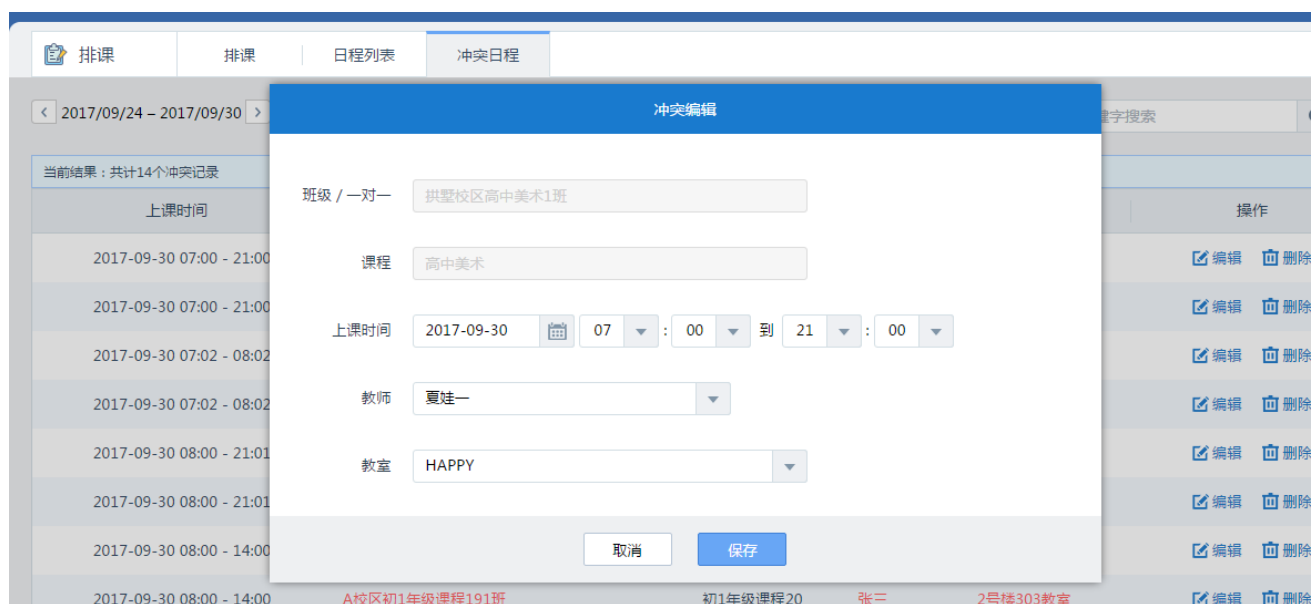 排课 排课 日程列表 冲突日程
2017/09/24 – 2017/09/30
冲突编辑
键字搜索
当前结果：共计14个冲突记录
上课时间 操作
班级 / 一对一 拱墅校区高中美术1班
课程 高中美术
上课时间 2017-09-30 07 : 00 到 21 : 00
教师 夏娃一
教室 HAPPY
取消 保存
2017-09-30 07:00 - 21:00 编辑 删除
2017-09-30 07:00 - 21:00 编辑 删除
2017-09-30 07:02 - 08:02 编辑 删除
2017-09-30 07:02 - 08:02 编辑 删除
2017-09-30 08:00 - 21:01 编辑 删除
2017-09-30 08:00 - 21:01 编辑 删除
2017-09-30 08:00 - 14:00 编辑 删除
2017-09-30 08:00 - 14:00 A校区初1年级课程191班 初1年级课程20 张三 2号楼303教室 编辑 删除